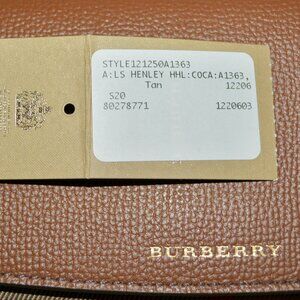 STYLE121250A1363
A:LS HENLEY HHL:COCA:A1363,
Tan 12206
S20
80278771 1220603
BURBERRY